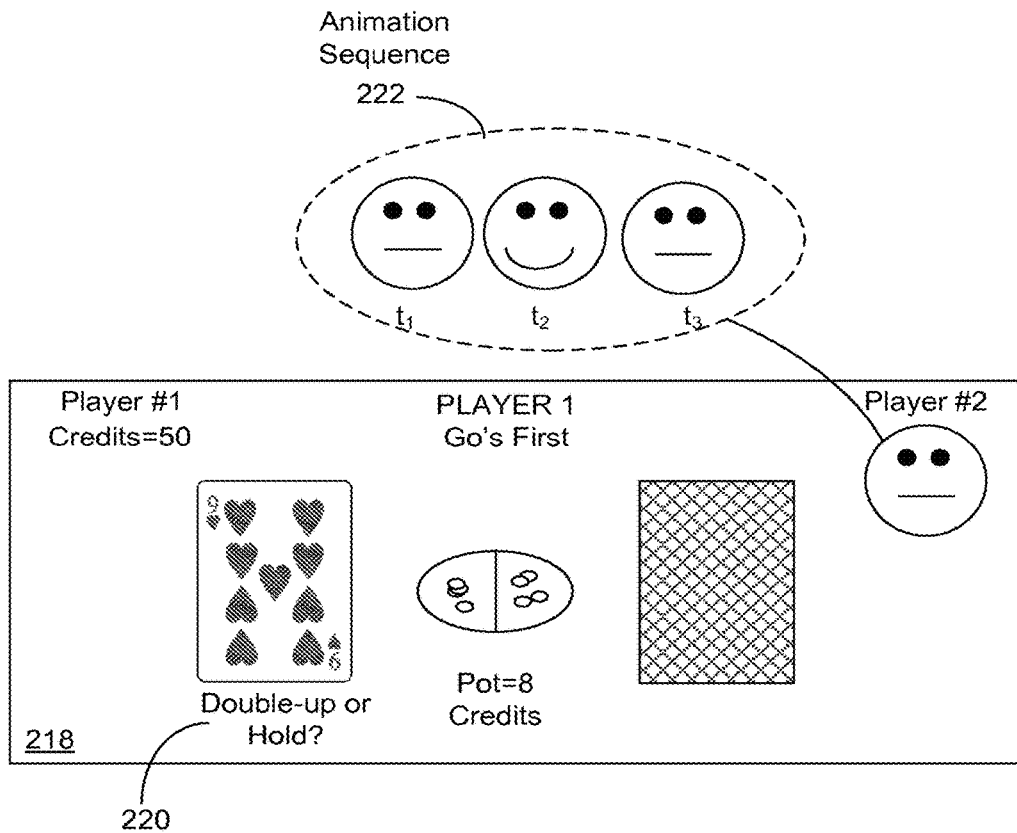 Animation
Sequence
222
t1
t2
t3
Player #1
Credits=50
PLAYER 1
Go's First
Player #2
9
9
Double-up or
Hold?
Pot=8
Credits
218
220